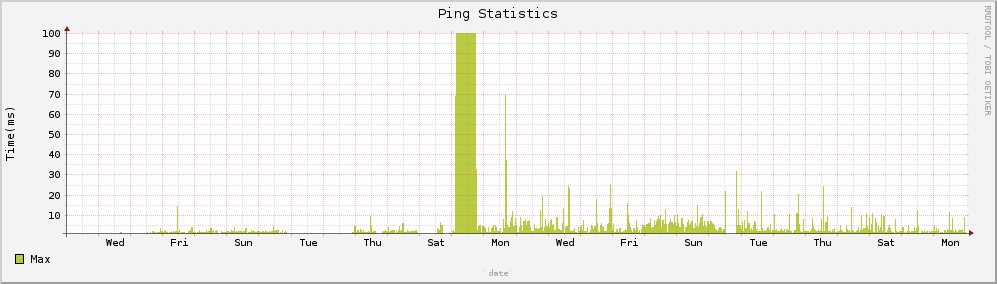 Ping Statistics
RRDTOOL / TOBI OETIKER
Time(ms)
100
90
80
70
60
50
40
30
20
10
Wed Fri Sun Tue Thu Sat Mon Wed Fri Sun Tue Thu Sat Mon
Max
`date`